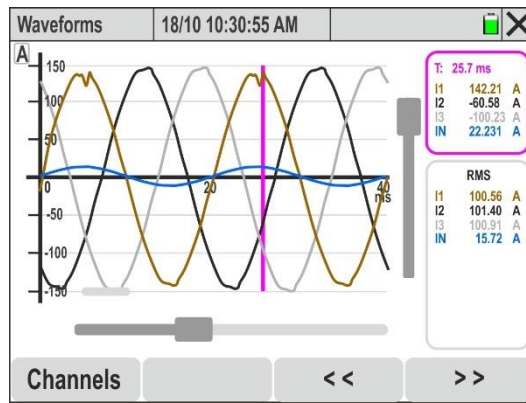 Waveforms 18/10 10:30:55 AM
A
150
100
50
0 20 40
ms
-50
-100
-150
T: 25.7 ms
I1 142.21 A
I2 -60.58 A
I3 -100.23 A
IN 22.231 A
RMS
I1 100.56 A
I2 101.40 A
I3 100.91 A
IN 15.72 A
Channels << >>